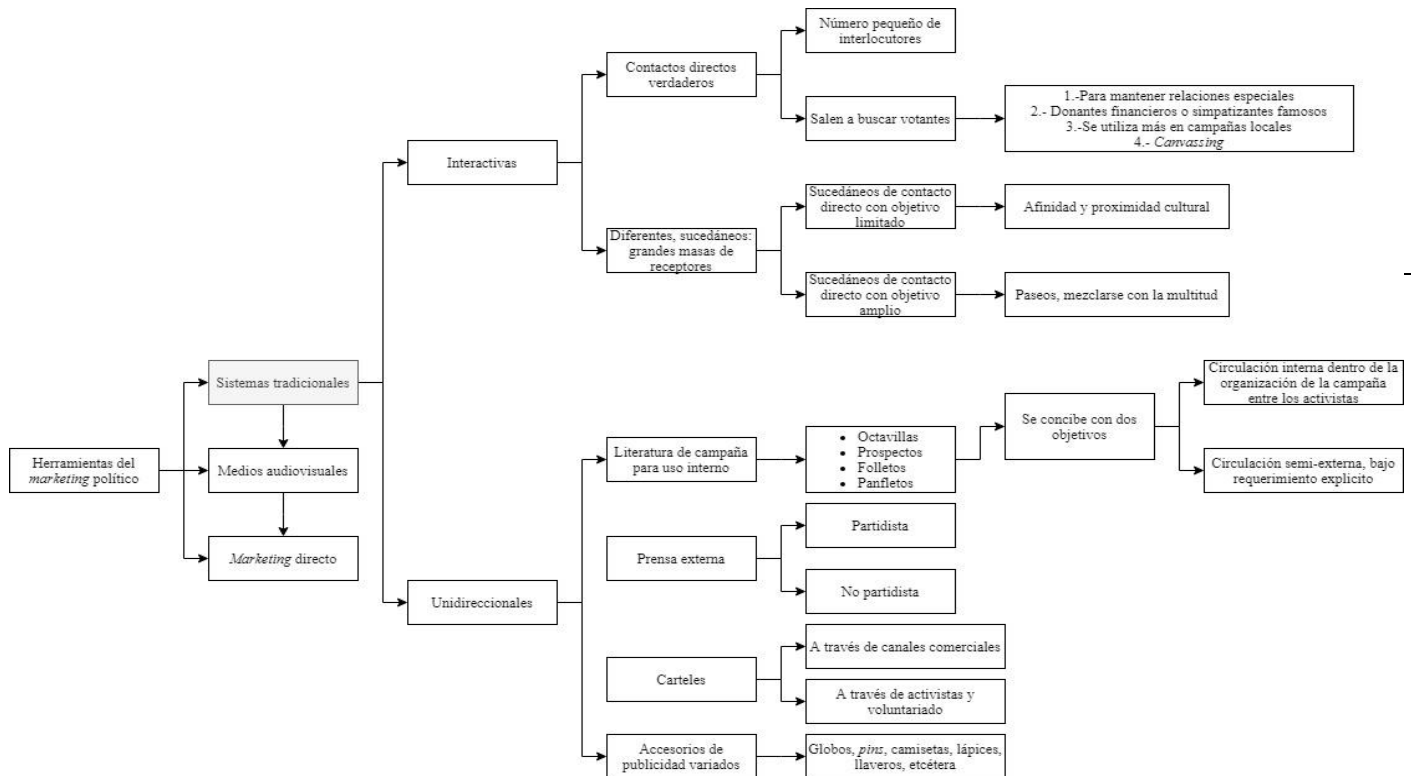 Herramientas del
marketing político
Sistemas tradicionales
Medios audiovisuales
Marketing directo
Interactivas
Contactos directos
verdaderos
Número pequeño de
interlocutores
Salen a buscar votantes
1.-Para mantener relaciones especiales
2.- Donantes financieros o simpatizantes famosos
3.-Se utiliza más en campañas locales
4.- Canvassing
Diferentes, sucedáneos:
grandes masas de
receptores
Sucedáneos de contacto
directo con objetivo
limitado
Afinidad y proximidad cultural
Sucedáneos de contacto
directo con objetivo
amplio
Paseos, mezclarse con la multitud
Unidireccionales
Literatura de campaña
para uso interno
• Octavillas
• Prospectos
• Folletos
• Panfletos
Se concibe con dos
objetivos
Circulación interna dentro de la
organización de la campaña
entre los activistas
Circulación semi-externa, bajo
requerimiento explicito
Prensa externa
Partidista
No partidista
Carteles
A través de canales comerciales
A través de activistas y
voluntariado
Accesorios de
publicidad variados
Globos, pins, camisetas, lápices,
llaveros, etcétera